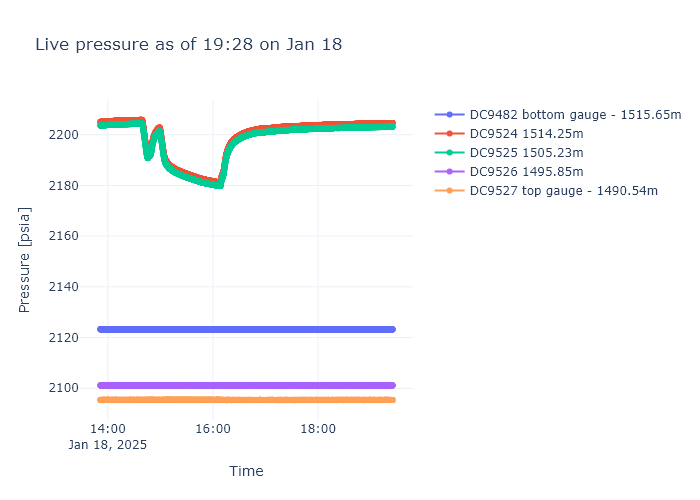 Live pressure as of 19:28 on Jan 18
DC9482 bottom gauge - 1515.65m
DC9524 1514.25m
DC9525 1505.23m
DC9526 1495.85m
DC9527 top gauge - 1490.54m
Pressure [psia]
2200
2180
2160
2140
2120
2100
14:00
16:00
18:00
Jan 18, 2025
Time